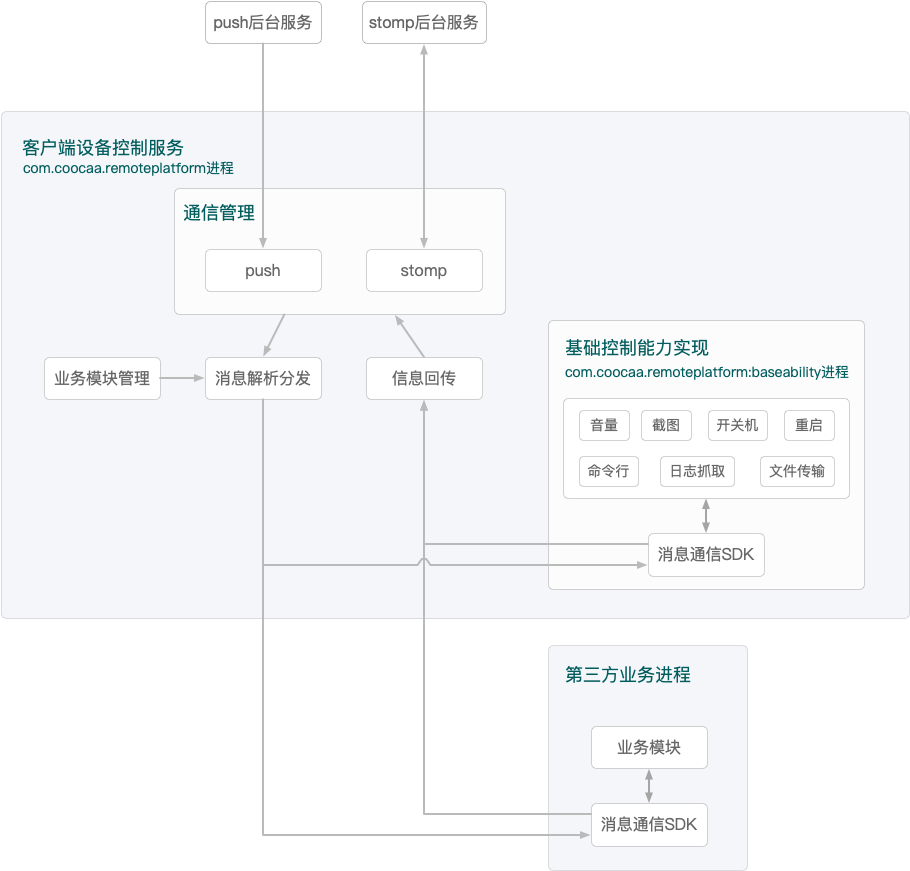 push后台服务
stomp后台服务
客户端设备控制服务
com.coocaa.remoteplatform进程
通信管理
push
stomp
业务模块管理
消息解析分发
信息回传
基础控制能力实现
com.coocaa.remoteplatform:baseability进程
音量
截图
开关机
重启
命令行
日志抓取
文件传输
消息通信SDK
第三方业务进程
业务模块
消息通信SDK